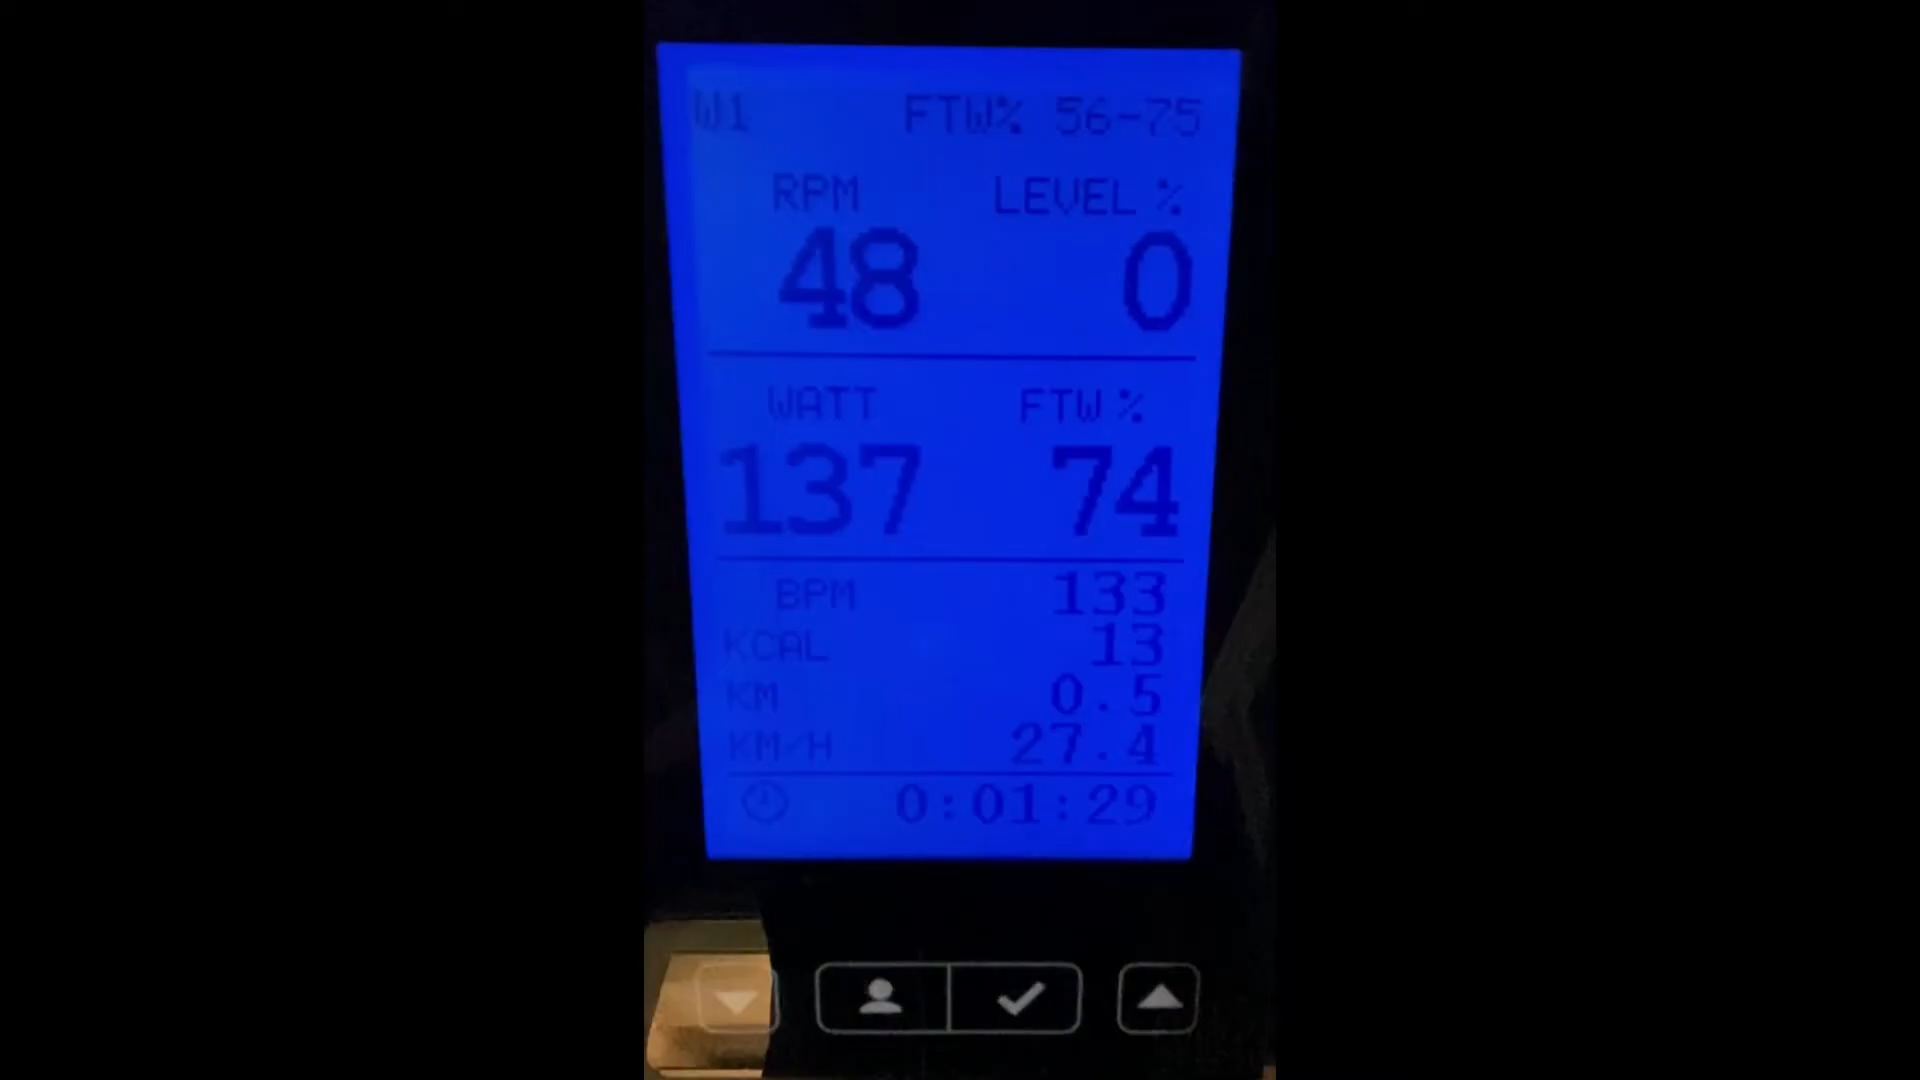 W1 FTW% 56-75
RPM LEVEL %
48 0
WATT FTW %
137 74
BPM 133
KCAL 13
KM 0.5
KM/H 27.4
0:01:29